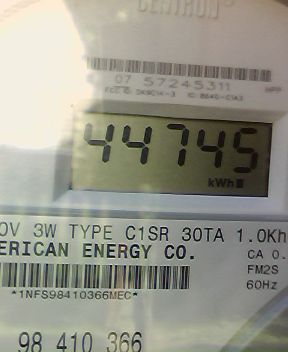 CENTRON®
07 57245311
44745
kWh
0V 3W TYPE C1SR 30TA 1.0Kh
ERICAN ENERGY CO.
CA 0.
FM2S
*1NFS98410366MEC*
60Hz
98 410 366